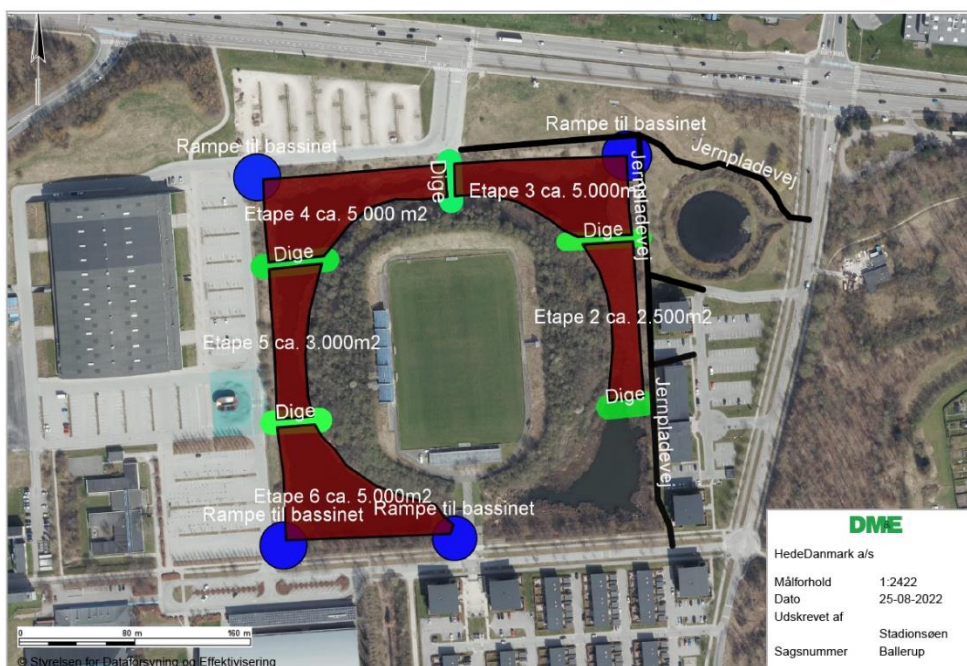 Rampe til bassinet
Rampe til bassinet
Jernpladevej
Dige
Jernpladevej
Etape 4 ca. 5.000 m2
Etape 3 ca. 5.000m2
Dige
Dige
Etape 5 ca. 3.000m2
Etape 2 ca. 2.500m2
Dige
Dige
Jernpladevej
Etape 6 ca. 5.000m2
Rampe til bassinet
Rampe til bassinet
DME
HedeDanmark a/s
Målforhold 1:2422
Dato 25-08-2022
Udskrevet af
Stadionsøen
Sagsnummer Ballerup
0 80 m 160 m
© Styrelsen for Dataforsyning og Effektivisering